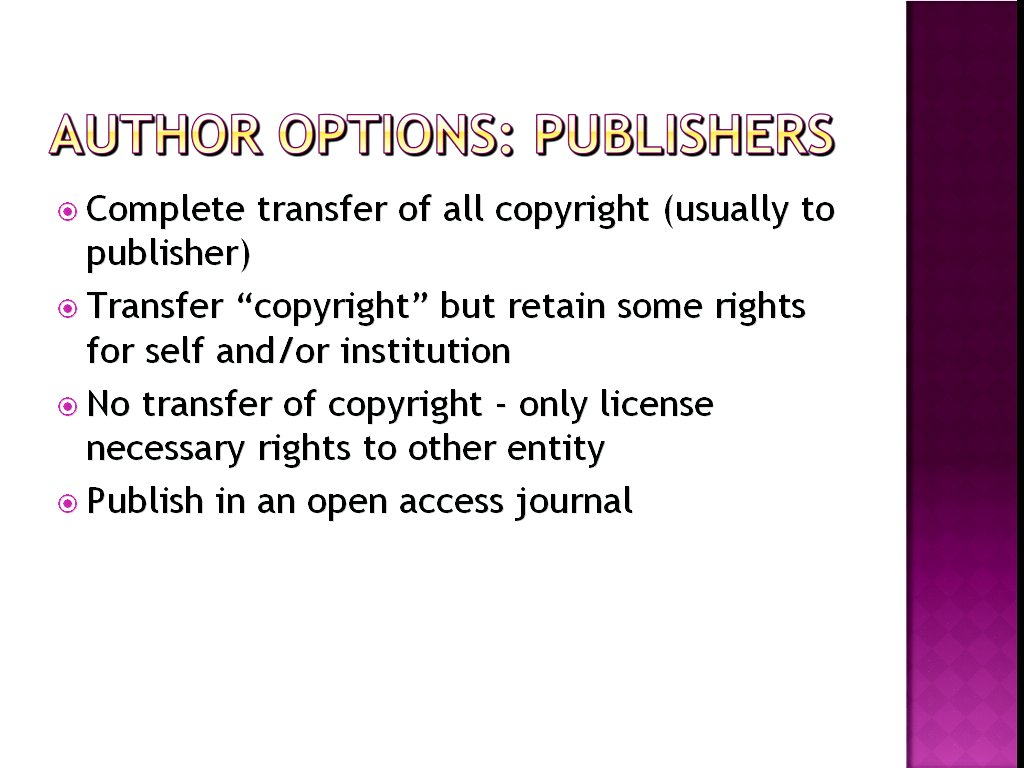 AUTHOR OPTIONS: PUBLISHERS
Complete transfer of all copyright (usually to
publisher)
Transfer “copyright” but retain some rights
for self and/or institution
No transfer of copyright - only license
necessary rights to other entity
Publish in an open access journal